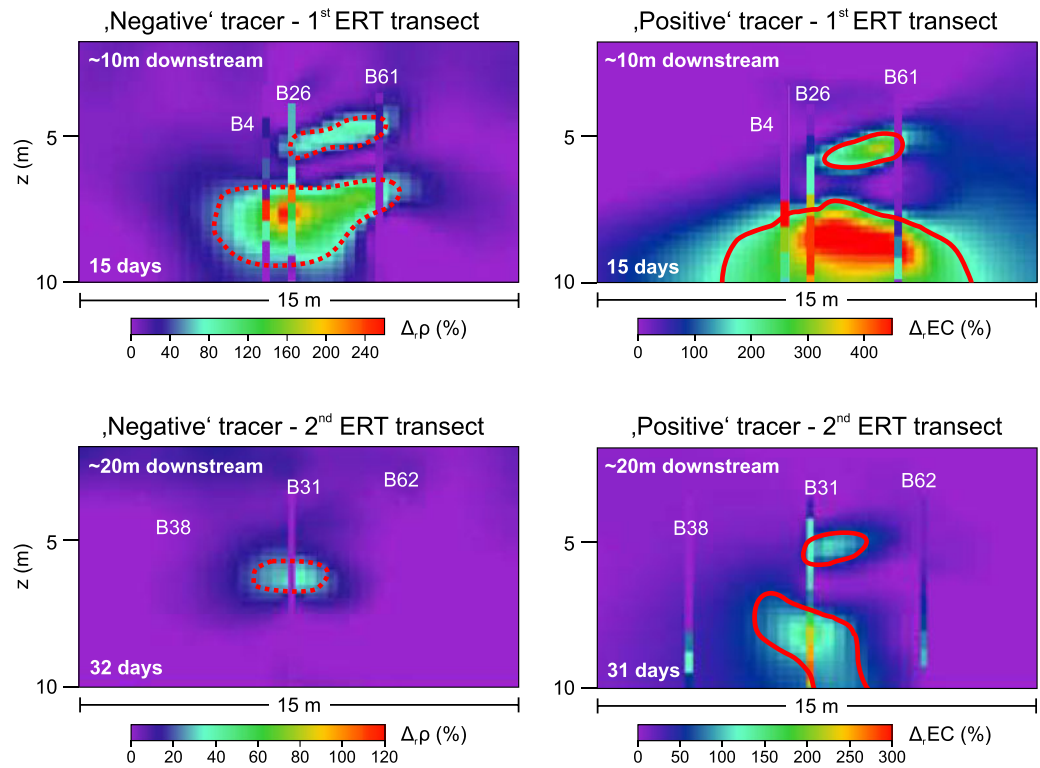 ‚Negative‘ tracer - 1st ERT transect
~10m downstream
B4
B26
B61
z (m)
5
10
15 days
15 m
0 40 80 120 160 200 240
Δrρ (%)
‚Positive‘ tracer - 1st ERT transect
~10m downstream
B4
B26
B61
5
10
15 days
15 m
0 100 200 300 400
ΔrEC (%)
‚Negative‘ tracer - 2nd ERT transect
~20m downstream
B38
B31
B62
z (m)
5
10
32 days
15 m
0 20 40 60 80 100 120
Δrρ (%)
‚Positive‘ tracer - 2nd ERT transect
~20m downstream
B38
B31
B62
5
10
31 days
15 m
0 50 100 150 200 250 300
ΔrEC (%)